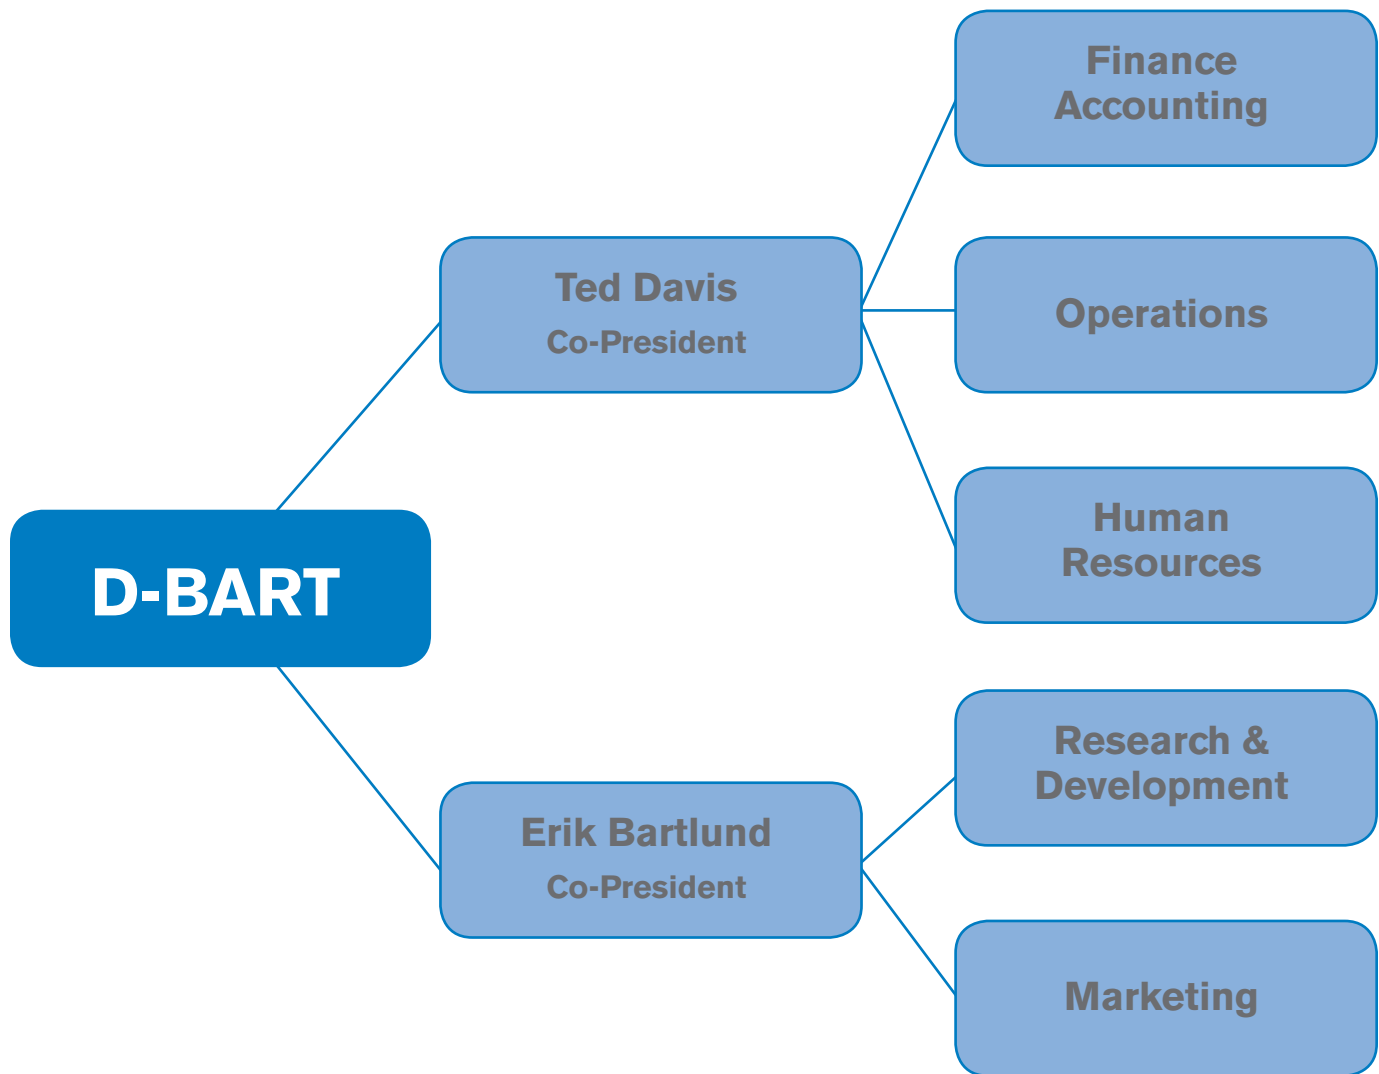 Finance
Accounting
Ted Davis
Co-President
Operations
Human
Resources
D-BART
Research &
Development
Erik Bartlund
Co-President
Marketing